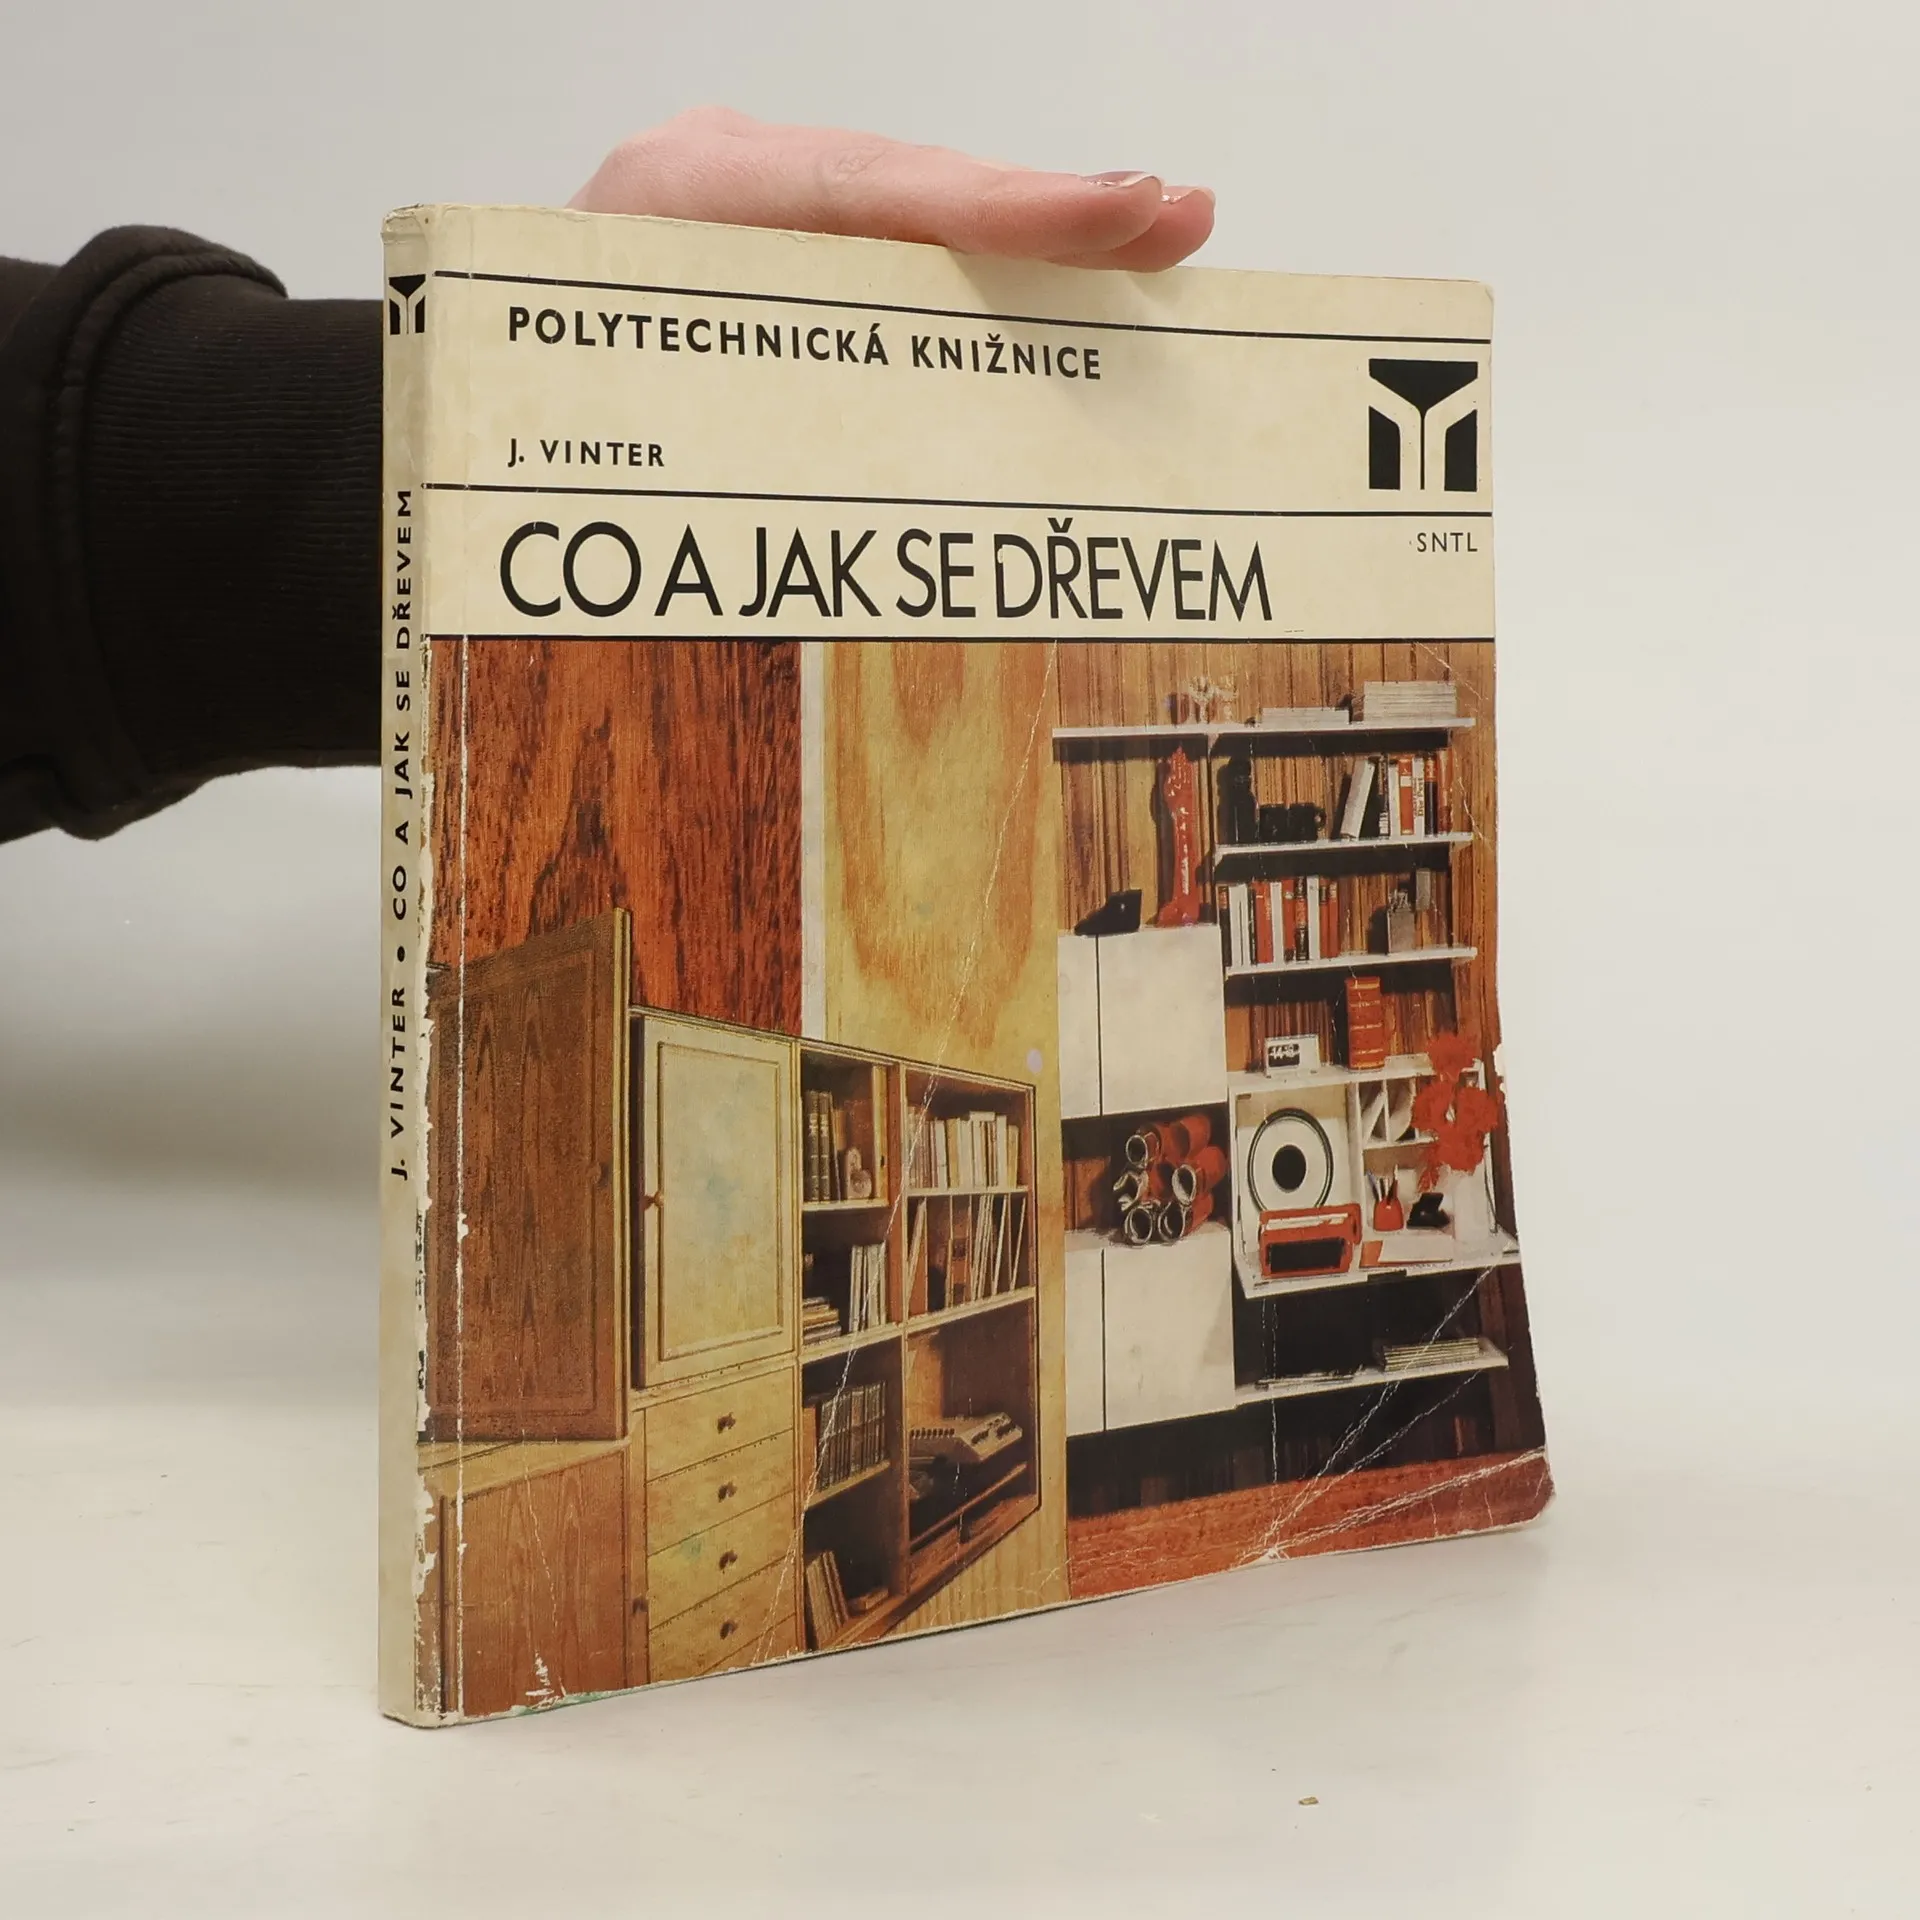 POLYTECHNICKÁ KNIŽNICE
J. VINTER
CO A JAK SE DŘEVEM
SNTL
J. VINTER • CO A JAK SE DŘEVEM